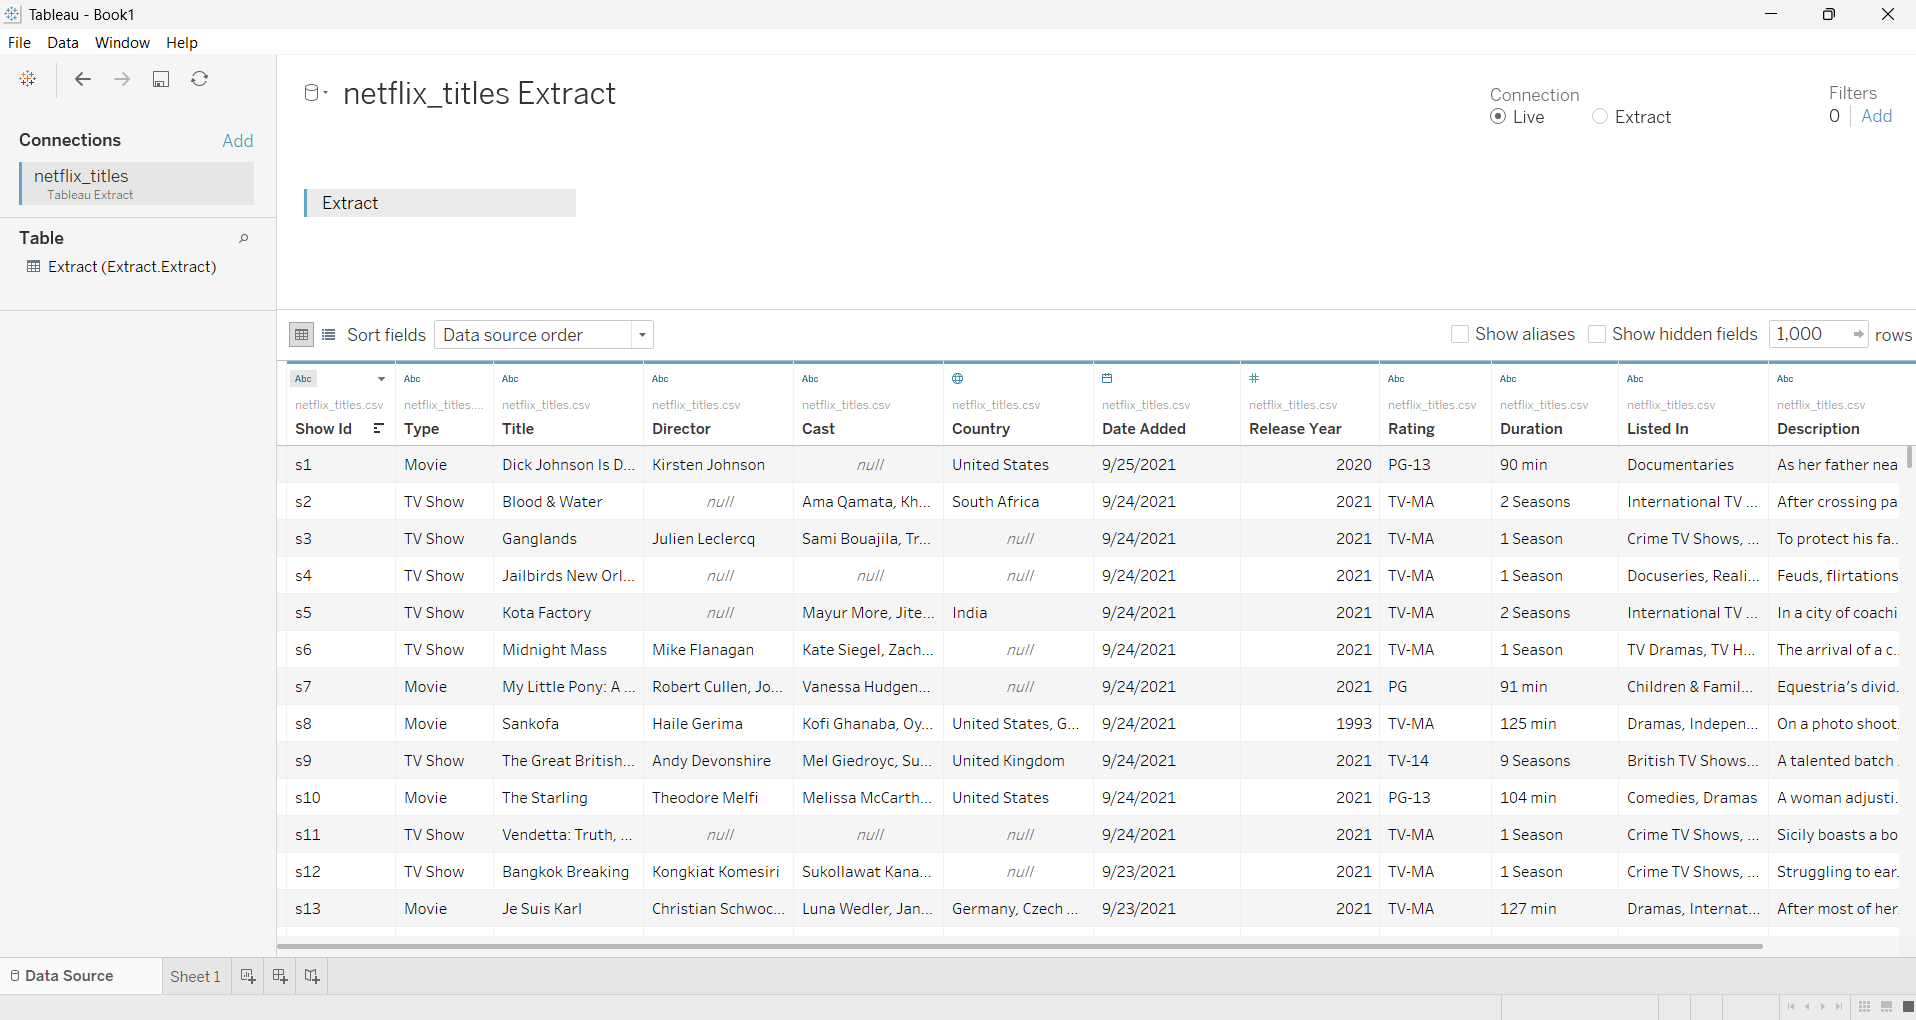 Tableau - Book1
File Data Window Help
Connections Add
netflix_titles
Tableau Extract
Table
Extract (Extract.Extract)
netflix_titles Extract
Connection
Live Extract
Filters
0 Add
Extract
Sort fields Data source order Show aliases Show hidden fields 1,000 rows
Abc Abc Abc Abc Abc # Abc Abc Abc Abc
netflix_titles.csv netflix_titles.... netflix_titles.csv netflix_titles.csv netflix_titles.csv netflix_titles.csv netflix_titles.csv netflix_titles.csv netflix_titles.csv netflix_titles.csv netflix_titles.csv netflix_titles.csv
Show Id Type Title Director Cast Country Date Added Release Year Rating Duration Listed In Description
s1 Movie Dick Johnson Is D... Kirsten Johnson null United States 9/25/2021 2020 PG-13 90 min Documentaries As her father nea
s2 TV Show Blood & Water null Ama Qamata, Kh... South Africa 9/24/2021 2021 TV-MA 2 Seasons International TV ... After crossing pa
s3 TV Show Ganglands Julien Leclercq Sami Bouajila, Tr... null 9/24/2021 2021 TV-MA 1 Season Crime TV Shows, ... To protect his fa...
s4 TV Show Jailbirds New Orl... null null null 9/24/2021 2021 TV-MA 1 Season Docuseries, Reali... Feuds, flirtations
s5 TV Show Kota Factory null Mayur More, Jite... India 9/24/2021 2021 TV-MA 2 Seasons International TV ... In a city of coachi
s6 TV Show Midnight Mass Mike Flanagan Kate Siegel, Zach... null 9/24/2021 2021 TV-MA 1 Season TV Dramas, TV H... The arrival of a c...
s7 Movie My Little Pony: A ... Robert Cullen, Jo... Vanessa Hudgen... null 9/24/2021 2021 PG 91 min Children & Famil... Equestria's divid.
s8 Movie Sankofa Haile Gerima Kofi Ghanaba, Oy... United States, G... 9/24/2021 1993 TV-MA 125 min Dramas, Indepen... On a photo shoot.
s9 TV Show The Great British... Andy Devonshire Mel Giedroyc, Su... United Kingdom 9/24/2021 2021 TV-14 9 Seasons British TV Shows... A talented batch .
s10 Movie The Starling Theodore Melfi Melissa McCarth... United States 9/24/2021 2021 PG-13 104 min Comedies, Dramas A woman adjusti.
s11 TV Show Vendetta: Truth, ... null null null 9/24/2021 2021 TV-MA 1 Season Crime TV Shows, ... Sicily boasts a bo
s12 TV Show Bangkok Breaking Kongkiat Komesiri Sukollawat Kana... null 9/23/2021 2021 TV-MA 1 Season Crime TV Shows, ... Struggling to ear.
s13 Movie Je Suis Karl Christian Schwoc... Luna Wedler, Jan... Germany, Czech ... 9/23/2021 2021 TV-MA 127 min Dramas, Internat... After most of her
Data Source Sheet 1